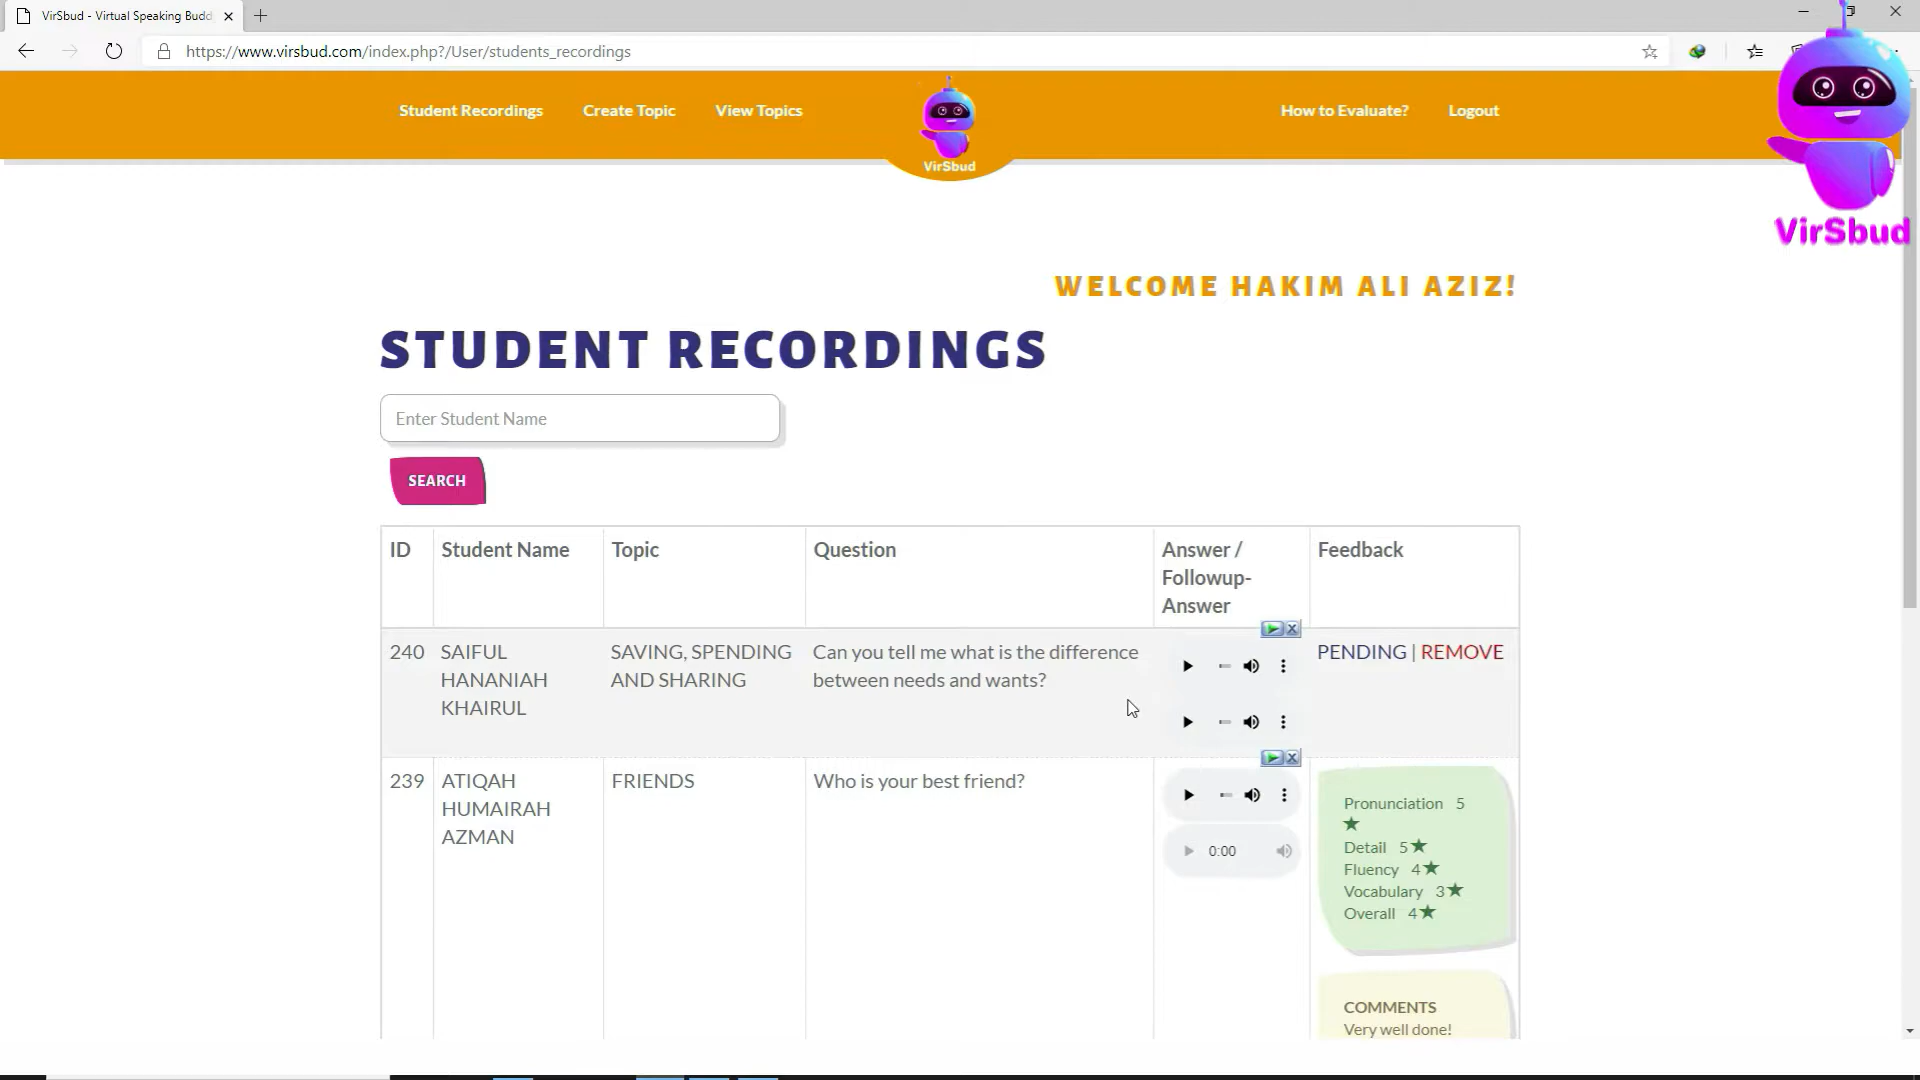 VirSbud - Virtual Speaking Budd
https://www.virsbud.com/index.php?/User/students_recordings
Student Recordings
Create Topic
View Topics
VirSbud
How to Evaluate?
Logout
VirSbud
WELCOME HAKIM ALI AZIZ!
STUDENT RECORDINGS
Enter Student Name
SEARCH
ID
Student Name
Topic
Question
Answer /
Followup-
Answer
Feedback
240
SAIFUL
HANANIAH
KHAIRUL
SAVING, SPENDING
AND SHARING
Can you tell me what is the difference
between needs and wants?
PENDING | REMOVE
239
ATIQAH
HUMAIRAH
AZMAN
FRIENDS
Who is your best friend?
0:00
Pronunciation 5
★
Detail 5★
Fluency 4★
Vocabulary 3★
Overall 4★
COMMENTS
Very well done!